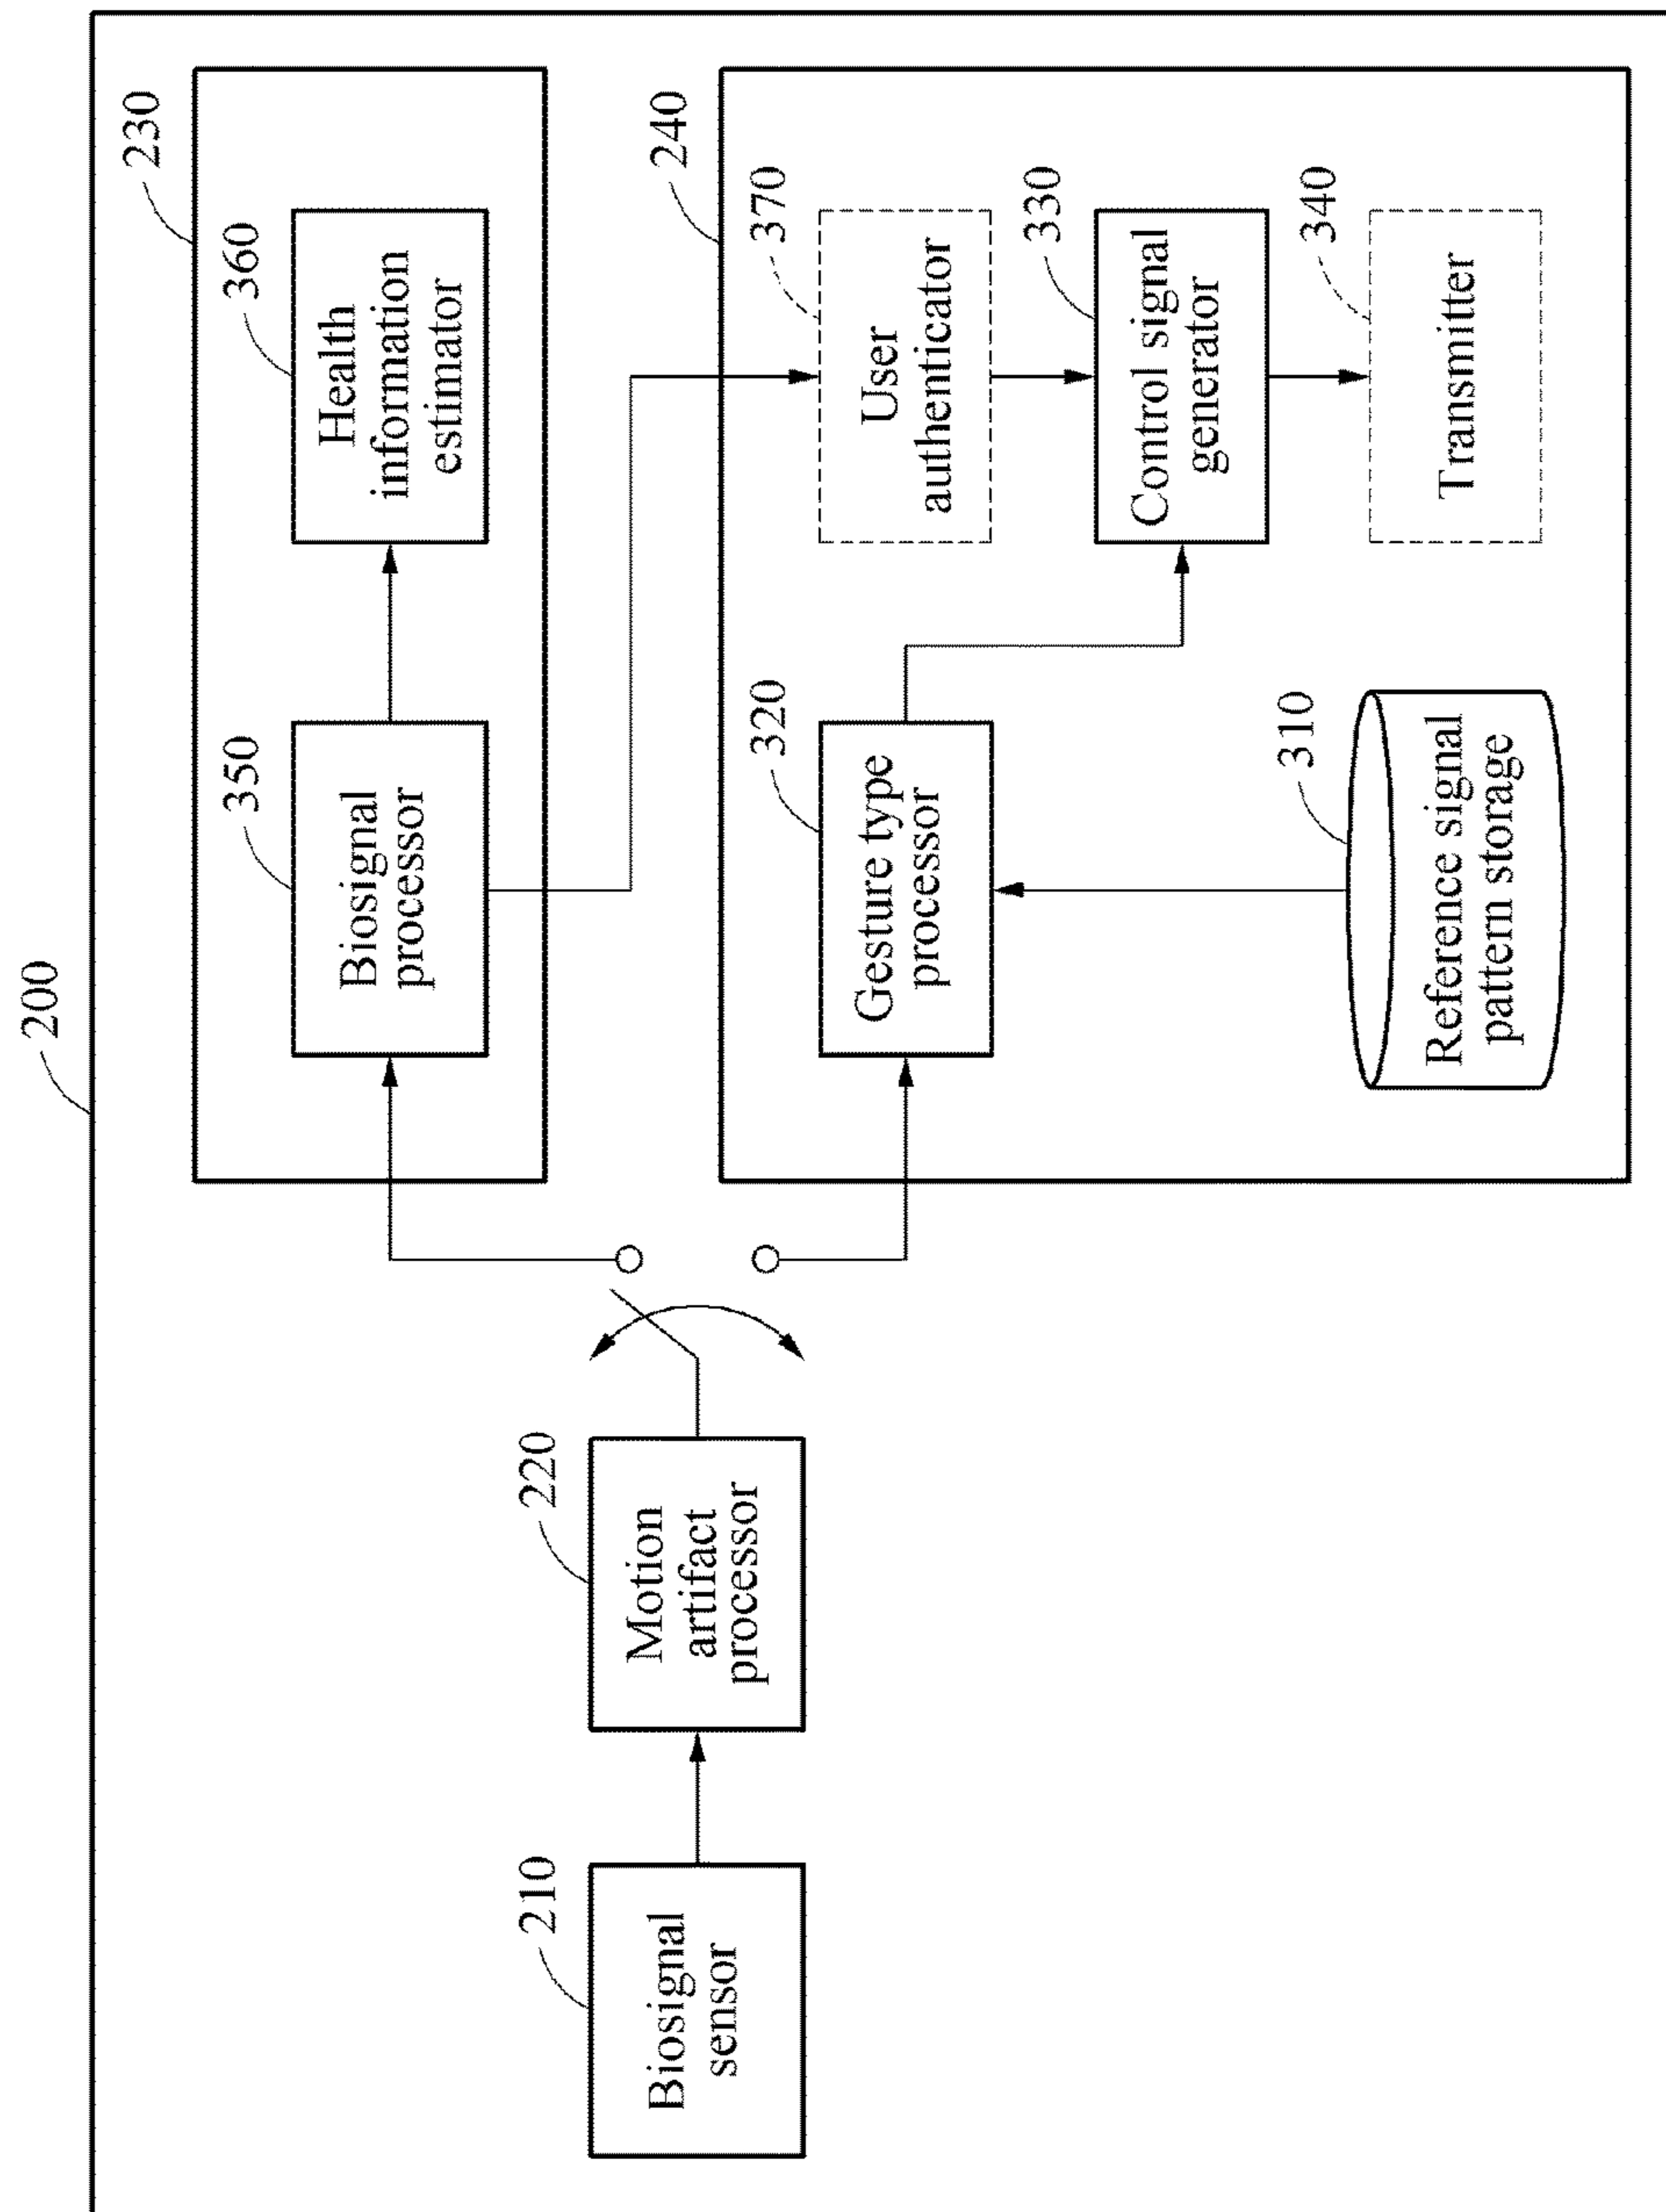 200
230
350
Biosignal
processor
360
Health
information
estimator
210
Biosignal
sensor
220
Motion
artifact
processor
240
320
Gesture type
processor
370
User
authenticator
330
Control signal
generator
310
Reference signal
pattern storage
340
Transmitter